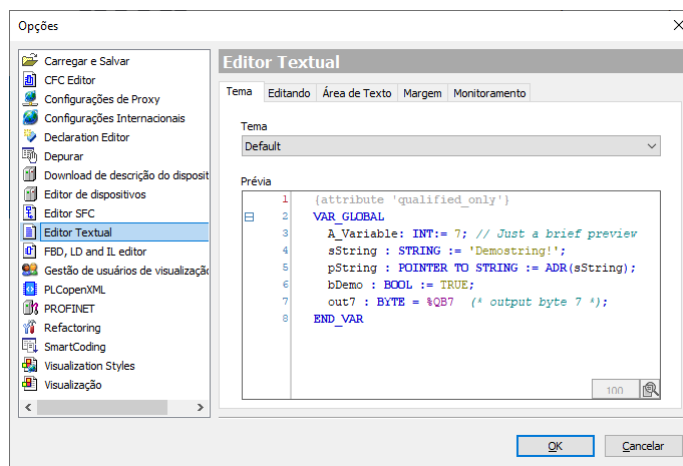 Opções
Carregar e Salvar
CFC Editor
Configurações de Proxy
Configurações Internacionais
Declaration Editor
Depurar
Download de descrição do disposit
Editor de dispositivos
Editor SFC
Editor Textual
FBD, LD and IL editor
Gestão de usuários de visualizaçã
PLCopenXML
PROFINET
Refactoring
SmartCoding
Visualization Styles
Visualização
Editor Textual
Tema Editando Área de Texto Margem Monitoramento
Tema
Default
Prévia
1 {attribute 'qualified_only'}
2 VAR_GLOBAL
3 A_Variable: INT:= 7; // Just a brief preview
4 sString : STRING := 'Demostring!';
5 pString : POINTER TO STRING := ADR(sString);
6 bDemo : BOOL := TRUE;
7 out7 : BYTE = %QB7 (* output byte 7 *);
8 END_VAR
100
OK Cancelar